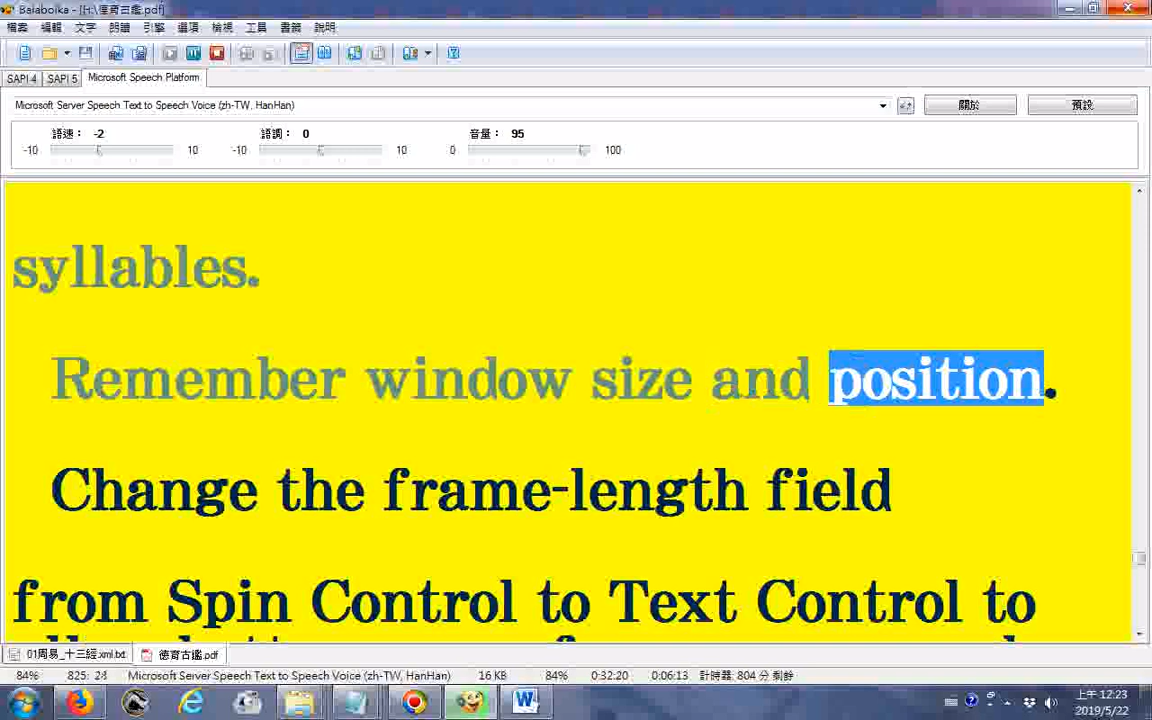 Balaboika - [H:\德育古鑑.pdf]
檔案 編輯 文字 朗讀 引擎 選項 檢視 工具 書籤 說明
SAPI 4 SAPI 5 Microsoft Speech Platform
Microsoft Server Speech Text to Speech Voice (zh-TW, HanHan) 關於 預設
語速： -2 語調： 0 音量： 95
-10 10 -10 10 0 100
syllables.
Remember window size and position.
Change the frame-length field
from Spin Control to Text Control to
01周易_十三經.xml.txt 德育古鑑.pdf
84% 825: 24 Microsoft Server Speech Text to Speech Voice (zh-TW, HanHan) 16 KB 84% 0:32:20 0:06:13 計時器: 804 分 剩餘
上午 12:23
2019/5/22